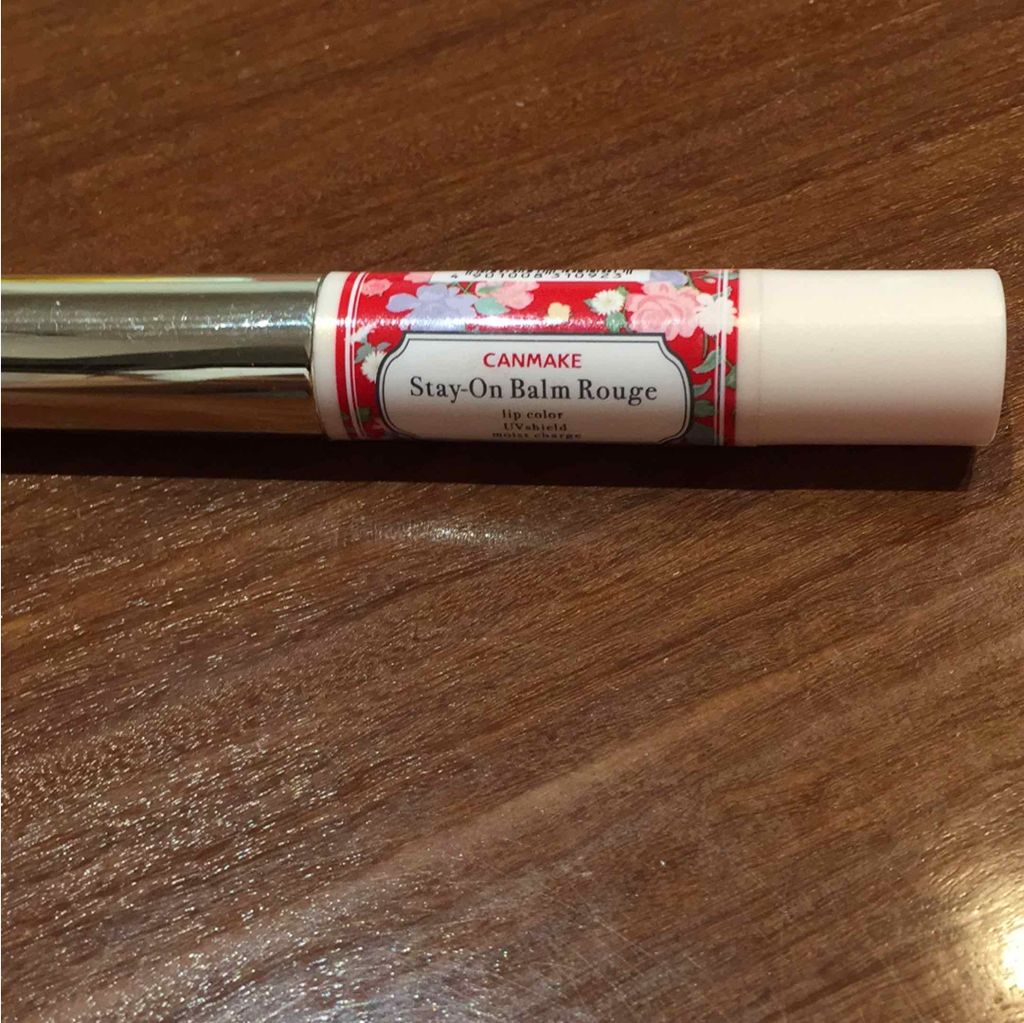 CANMAKE
Stay-On Balm Rouge
lip color
UVshield
moist charge